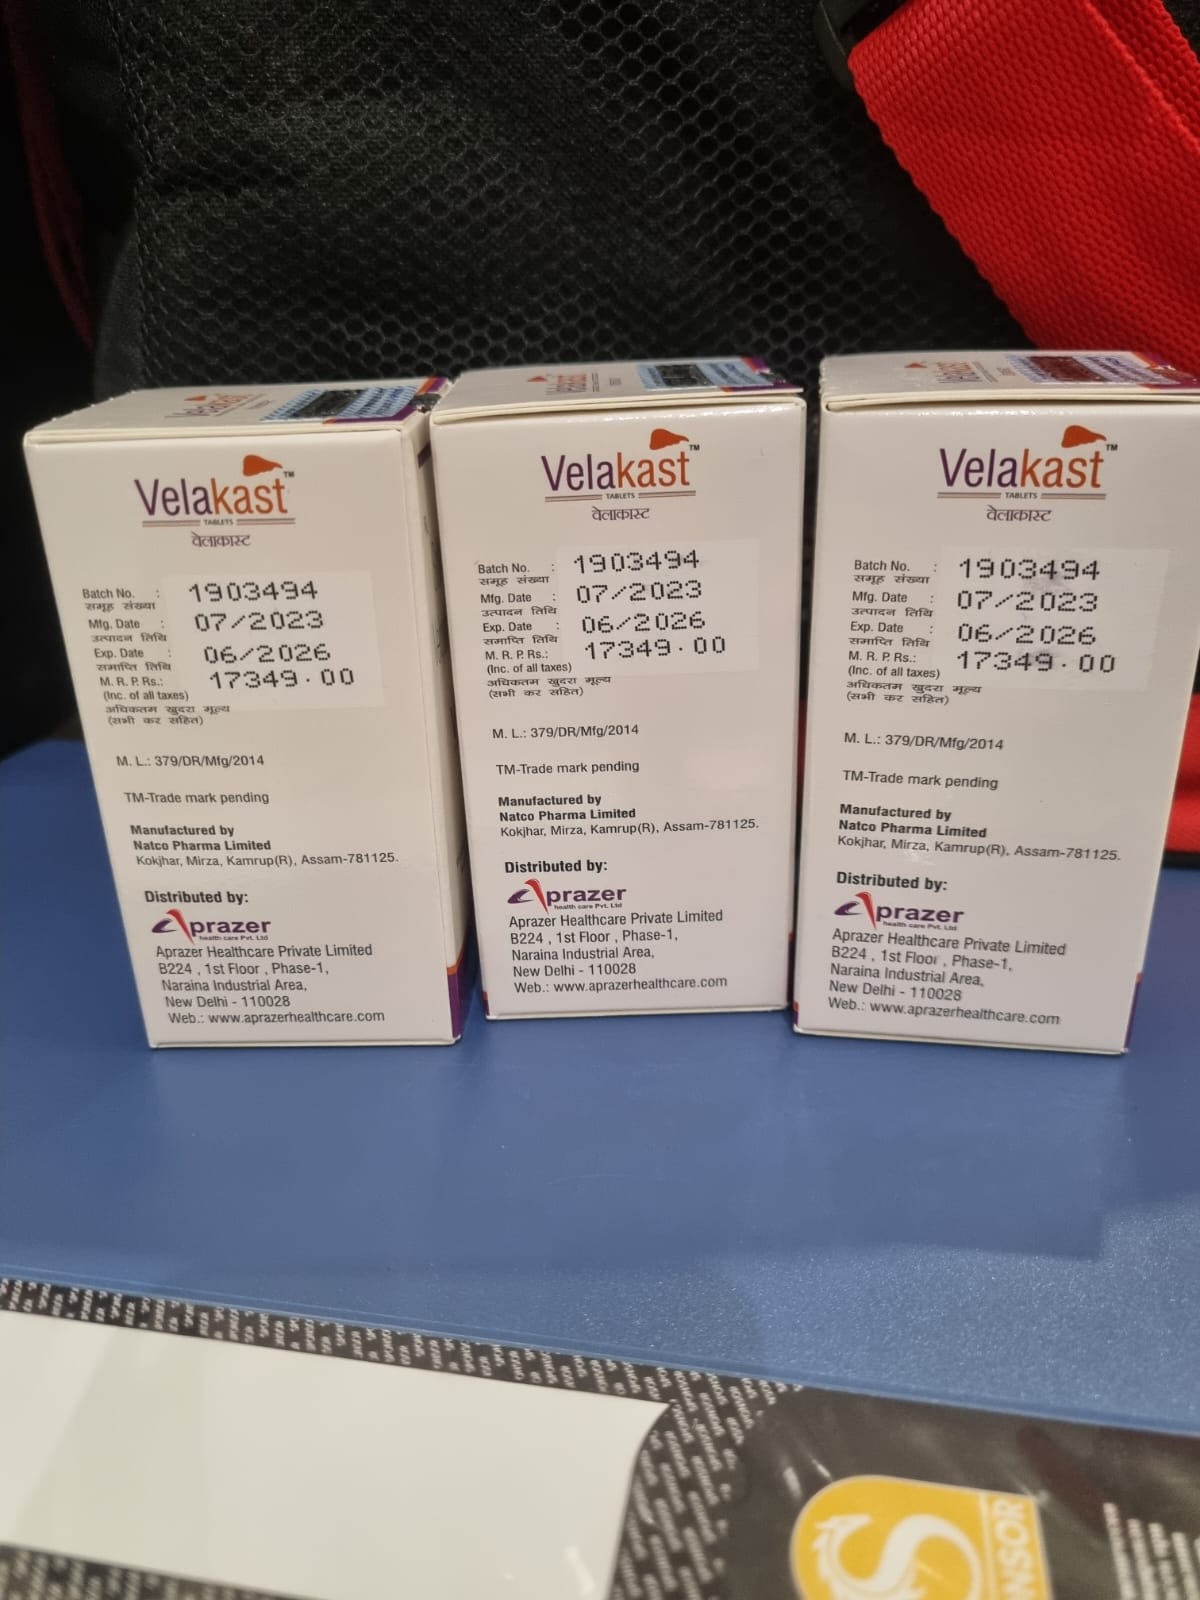 Velakast
Velakast
Velakast
Velakast™
TABLETS
वेलाकास्ट
Batch No. : 1903494
समूह संख्या
Mfg. Date : 07/2023
उत्पादन तिथि
Exp. Date : 06/2026
समाप्ति तिथि
M. R. P. Rs.: 17349.00
(Inc. of all taxes)
अधिकतम खुदरा मूल्य
(सभी कर सहित)
M. L.: 379/DR/Mfg/2014
TM-Trade mark pending
Manufactured by
Natco Pharma Limited
Kokjhar, Mirza, Kamrup(R), Assam-781125.
Distributed by:
Aprazer
health care Pvt. Ltd
Aprazer Healthcare Private Limited
B224 , 1st Floor , Phase-1,
Naraina Industrial Area,
New Delhi - 110028
Web.: www.aprazerhealthcare.com
Velakast™
TABLETS
वेलाकास्ट
Batch No. : 1903494
समूह संख्या
Mfg. Date : 07/2023
उत्पादन तिथि
Exp. Date : 06/2026
समाप्ति तिथि
M. R. P. Rs.: 17349.00
(Inc. of all taxes)
अधिकतम खुदरा मूल्य
(सभी कर सहित)
M. L.: 379/DR/Mfg/2014
TM-Trade mark pending
Manufactured by
Natco Pharma Limited
Kokjhar, Mirza, Kamrup(R), Assam-781125.
Distributed by:
Aprazer
health care Pvt. Ltd
Aprazer Healthcare Private Limited
B224 , 1st Floor , Phase-1,
Naraina Industrial Area,
New Delhi - 110028
Web.: www.aprazerhealthcare.com
Velakast™
TABLETS
वेलाकास्ट
Batch No. : 1903494
समूह संख्या
Mfg. Date : 07/2023
उत्पादन तिथि
Exp. Date : 06/2026
समाप्ति तिथि
M. R. P. Rs.: 17349.00
(Inc. of all taxes)
अधिकतम खुदरा मूल्य
(सभी कर सहित)
M. L.: 379/DR/Mfg/2014
TM-Trade mark pending
Manufactured by
Natco Pharma Limited
Kokjhar, Mirza, Kamrup(R), Assam-781125.
Distributed by:
Aprazer
health care Pvt. Ltd
Aprazer Healthcare Private Limited
B224 , 1st Floor , Phase-1,
Naraina Industrial Area,
New Delhi - 110028
Web.: www.aprazerhealthcare.com